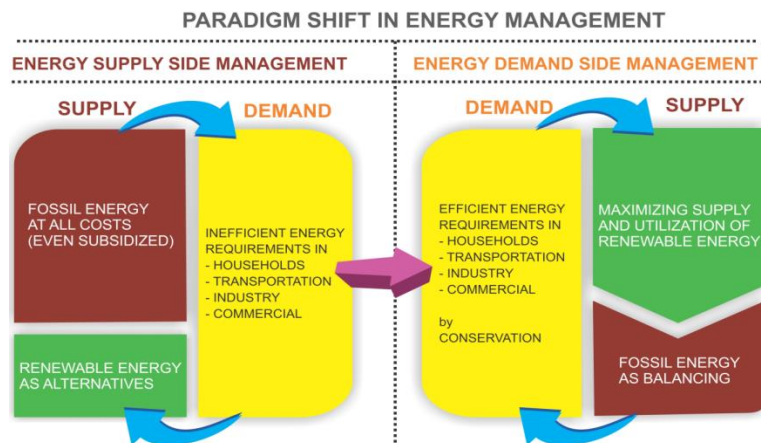 PARADIGM SHIFT IN ENERGY MANAGEMENT
ENERGY SUPPLY SIDE MANAGEMENT
SUPPLY
DEMAND
FOSSIL ENERGY
AT ALL COSTS
(EVEN SUBSIDIZED)
RENEWABLE ENERGY
AS ALTERNATIVES
INEFFICIENT ENERGY
REQUIREMENTS IN
- HOUSEHOLDS
- TRANSPORTATION
- INDUSTRY
- COMMERCIAL
ENERGY DEMAND SIDE MANAGEMENT
DEMAND
SUPPLY
EFFICIENT ENERGY
REQUIREMENTS IN
- HOUSEHOLDS
- TRANSPORTATION
- INDUSTRY
- COMMERCIAL
by
CONSERVATION
MAXIMIZING SUPPLY
AND UTILIZATION OF
RENEWABLE ENERGY
FOSSIL ENERGY
AS BALANCING